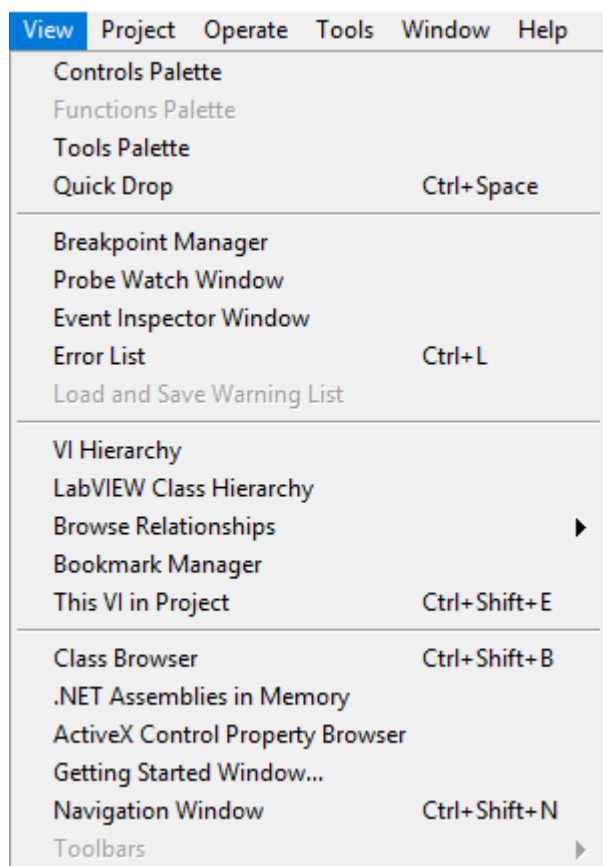 View Project Operate Tools Window Help
Controls Palette
Functions Palette
Tools Palette
Quick Drop Ctrl+Space
Breakpoint Manager
Probe Watch Window
Event Inspector Window
Error List Ctrl+L
Load and Save Warning List
VI Hierarchy
LabVIEW Class Hierarchy
Browse Relationships
Bookmark Manager
This VI in Project Ctrl+Shift+E
Class Browser Ctrl+Shift+B
.NET Assemblies in Memory
ActiveX Control Property Browser
Getting Started Window...
Navigation Window Ctrl+Shift+N
Toolbars